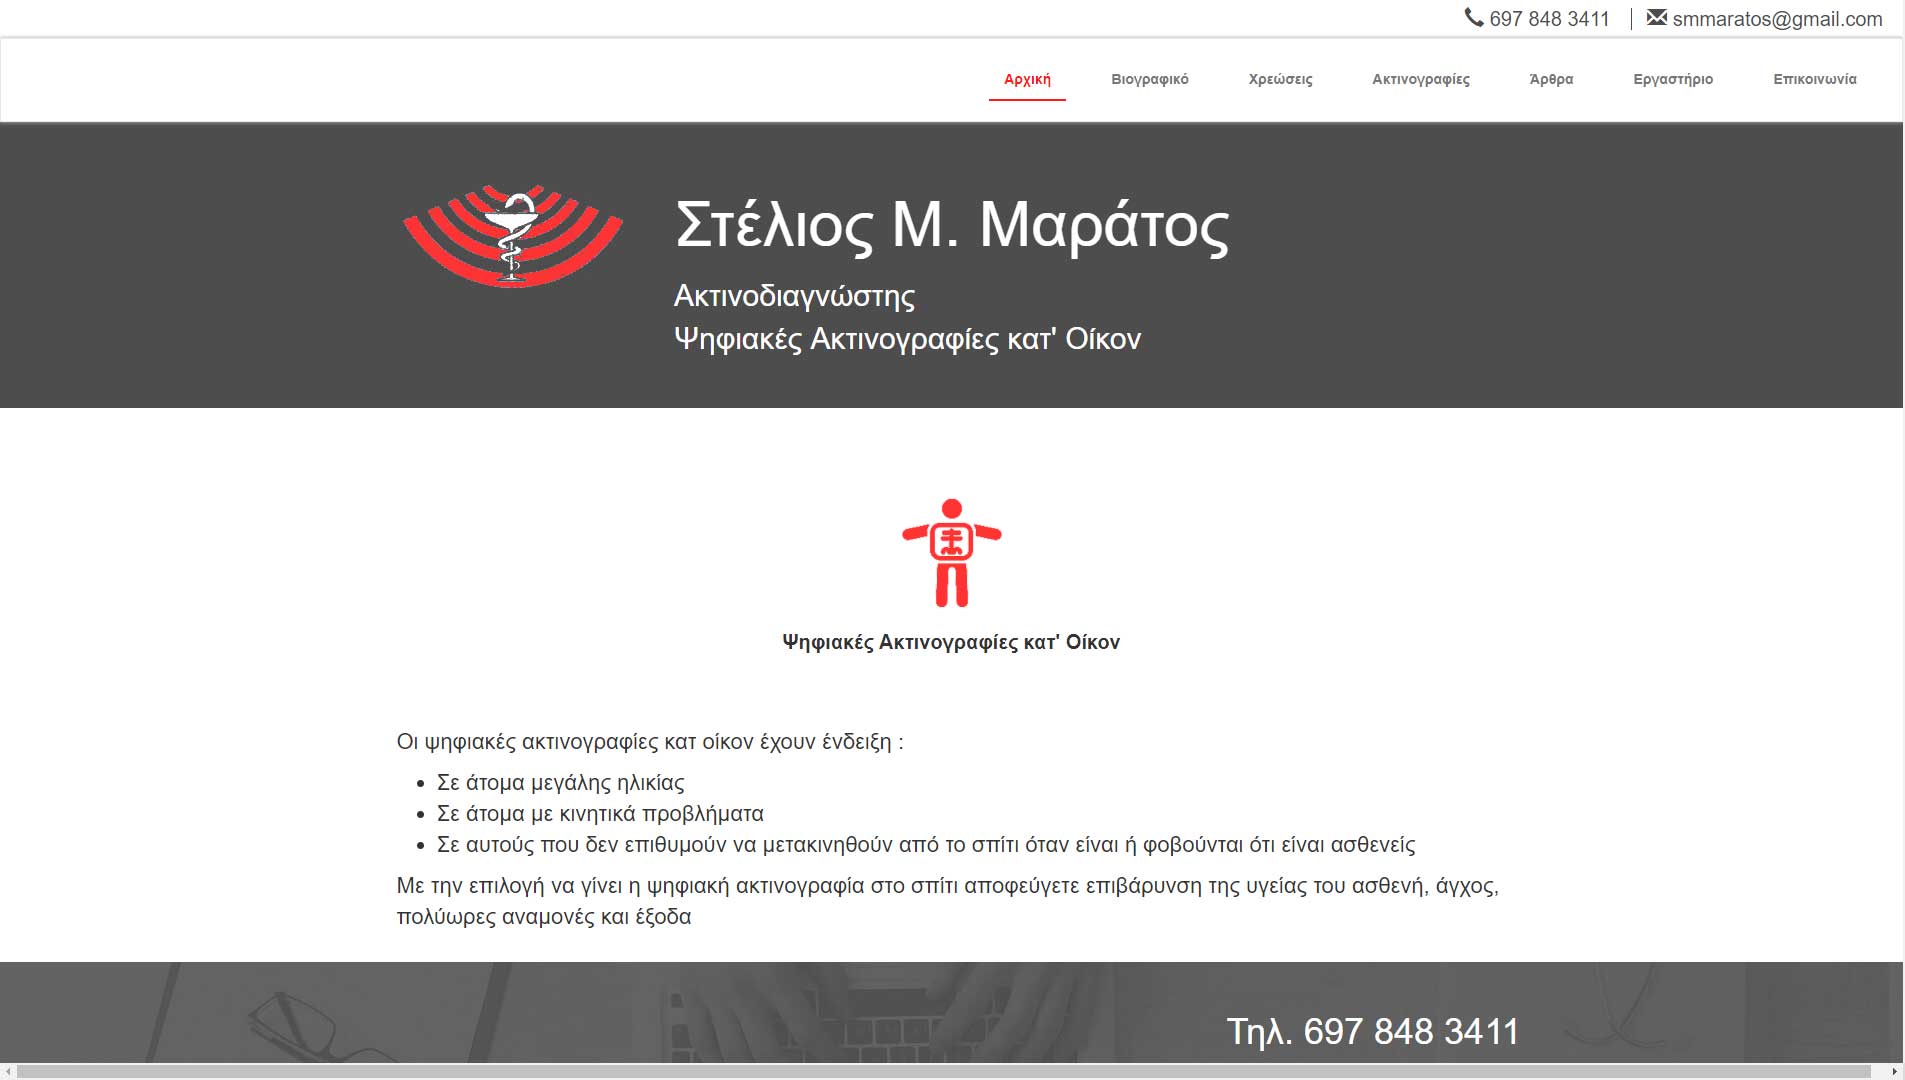 697 848 3411 | smmaratos@gmail.com
Αρχική Βιογραφικό Χρεώσεις Ακτινογραφίες Άρθρα Εργαστήριο Επικοινωνία
Στέλιος Μ. Μαράτος
Ακτινοδιαγνώστης
Ψηφιακές Ακτινογραφίες κατ' Οίκον
Ψηφιακές Ακτινογραφίες κατ' Οίκον
Οι ψηφιακές ακτινογραφίες κατ οίκον έχουν ένδειξη :
• Σε άτομα μεγάλης ηλικίας
• Σε άτομα με κινητικά προβλήματα
• Σε αυτούς που δεν επιθυμούν να μετακινηθούν από το σπίτι όταν είναι ή φοβούνται ότι είναι ασθενείς
Με την επιλογή να γίνει η ψηφιακή ακτινογραφία στο σπίτι αποφεύγετε επιβάρυνση της υγείας του ασθενή, άγχος,
πολύωρες αναμονές και έξοδα
Τηλ. 697 848 3411